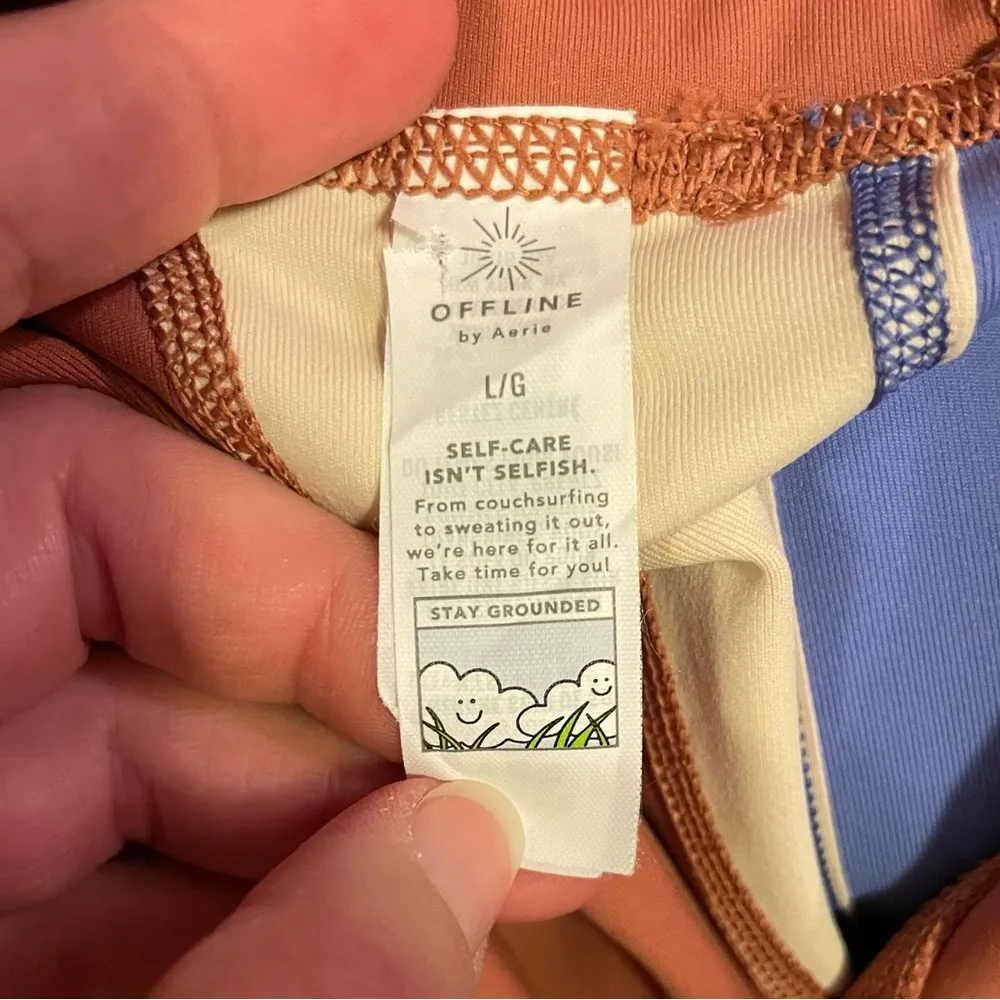 OFFLINE
by Aerie
L/G
SELF-CARE
ISN'T SELFISH.
From couchsurfing
to sweating it out,
we're here for it all.
Take time for you!
STAY GROUNDED